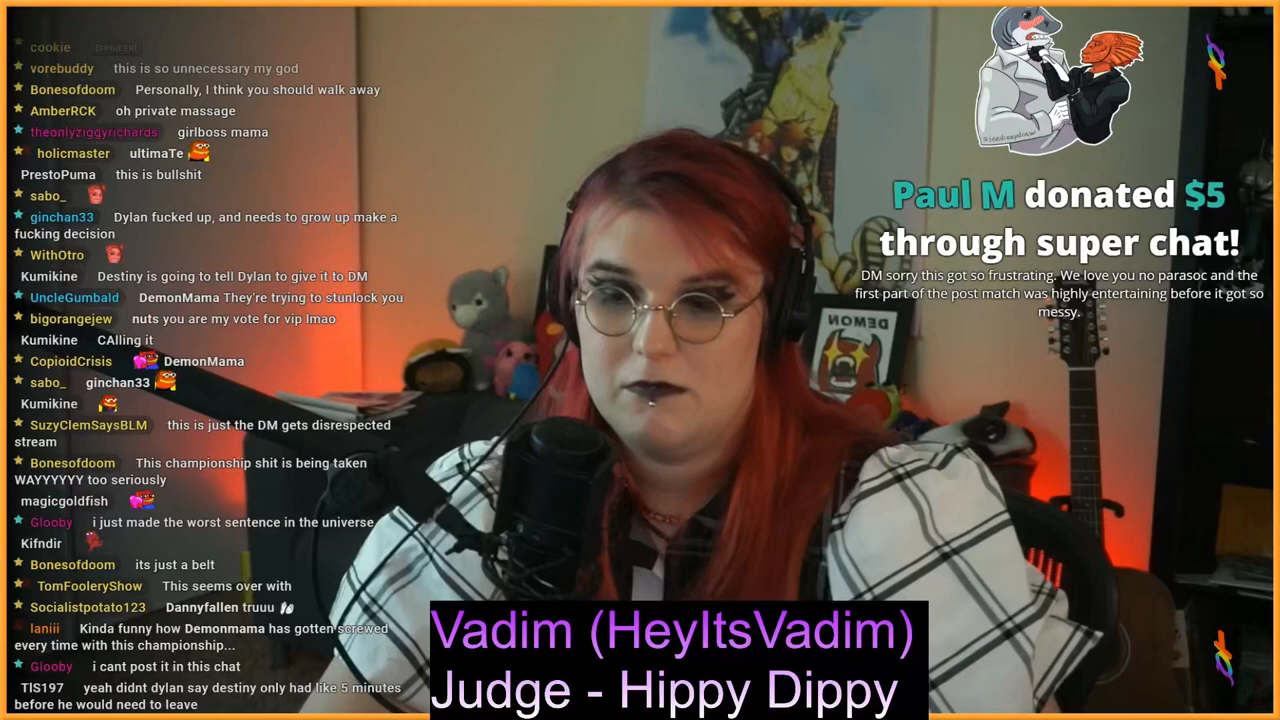 cookie [SPOILER]
vorebuddy this is so unnecessary my god
Bonesofdoom Personally, I think you should walk away
AmberRCK oh private massage
theonlyziggyrichards girlboss mama
holicmaster ultimaTe
PrestoPuma this is bullshit
sabo_
ginchan33 Dylan fucked up, and needs to grow up make a
fucking decision
WithOtro
Kumikine Destiny is going to tell Dylan to give it to DM
UncleGumbald DemonMama They're trying to stunlock you
bigorangejew nuts you are my vote for vip lmao
Kumikine CAlling it
CopioidCrisis DemonMama
sabo_ ginchan33
Kumikine
SuzyClemSaysBLM this is just the DM gets disrespected
stream
Bonesofdoom This championship shit is being taken
WAYYYYYY too seriously
magicgoldfish
Glooby i just made the worst sentence in the universe
Kifndir
Bonesofdoom its just a belt
TomFooleryShow This seems over with
Socialistpotato123 Dannyfallen truuu
laniii Kinda funny how Demonmama has gotten screwed
every time with this championship...
Glooby i cant post it in this chat
TlS197 yeah didnt dylan say destiny only had like 5 minutes
before he would need to leave
Paul M donated $5
through super chat!
DM sorry this got so frustrating. We love you no parasoc and the
first part of the post match was highly entertaining before it got so
messy.
DEMON
Vadim (HeyItsVadim)
Judge - Hippy Dippy